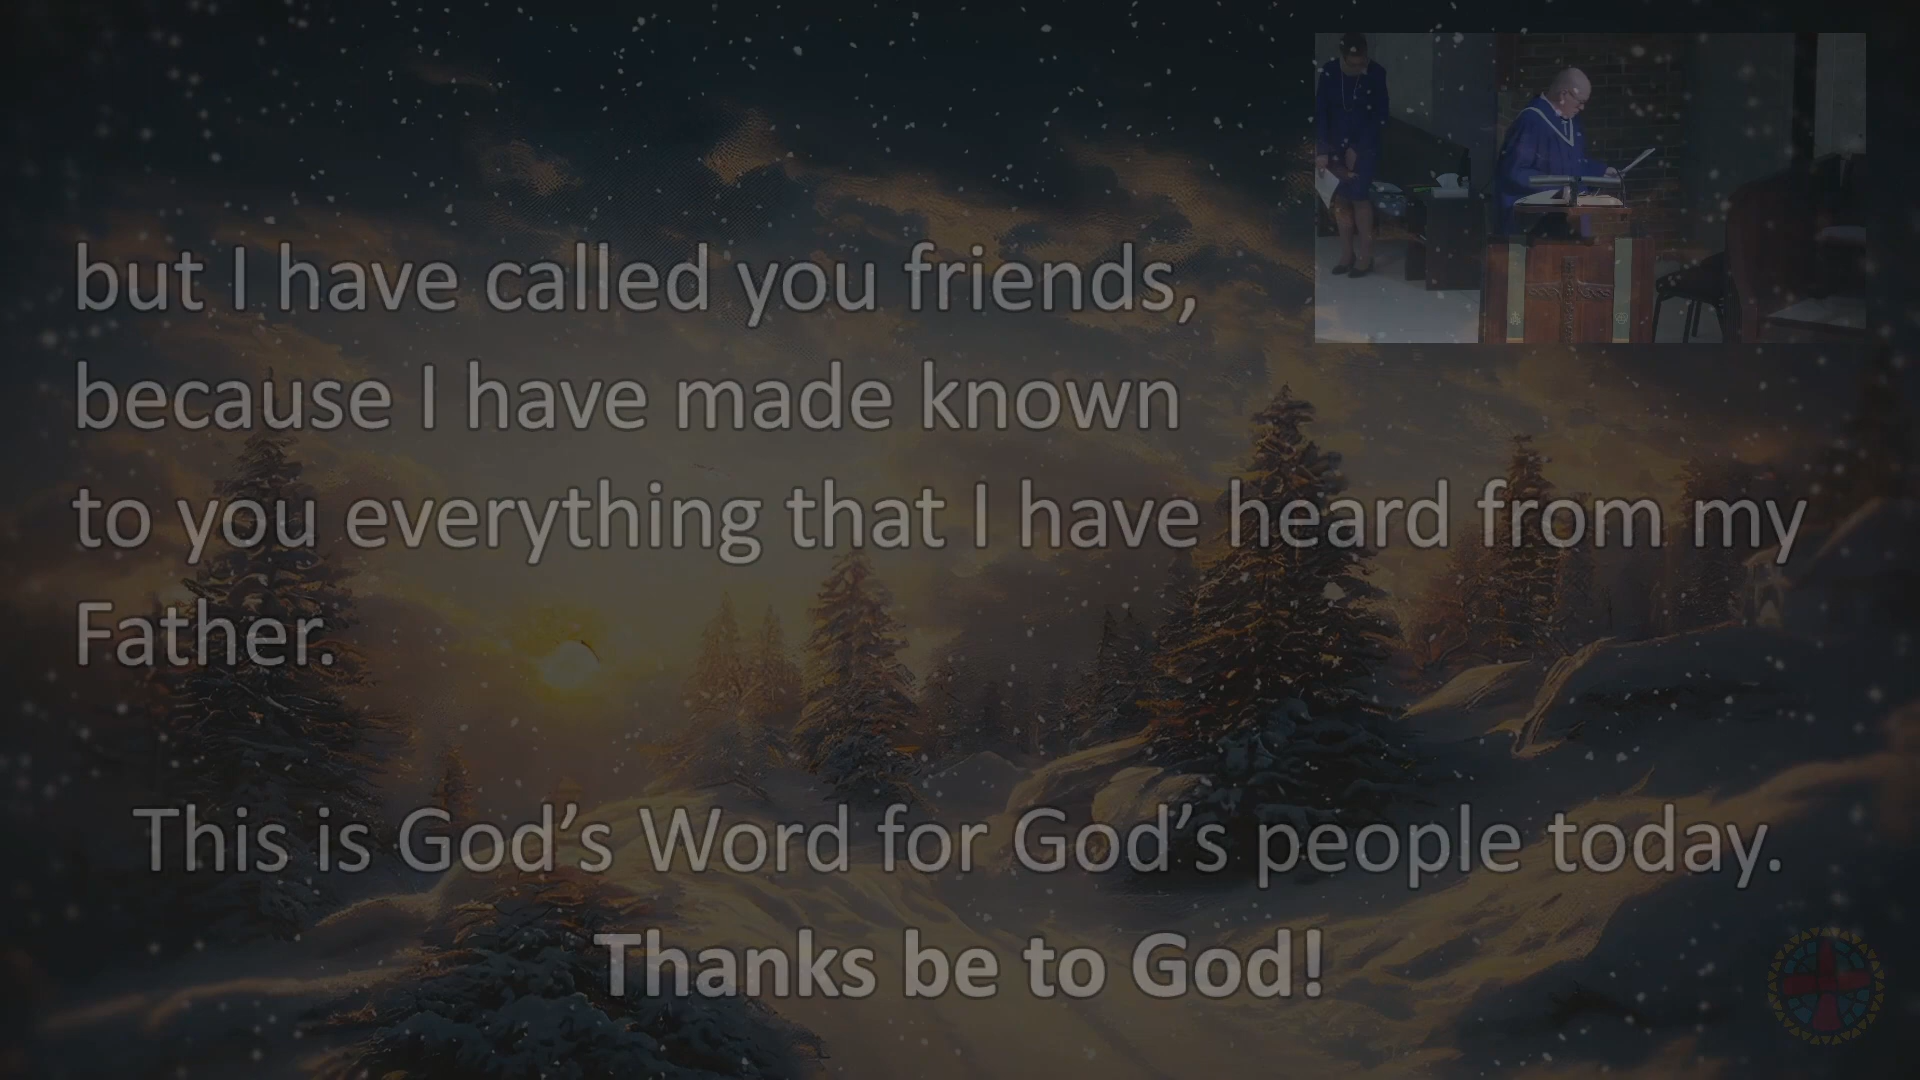 but I have called you friends,
because I have made known
to you everything that I have heard from my
Father.
This is God’s Word for God’s people today.
Thanks be to God!